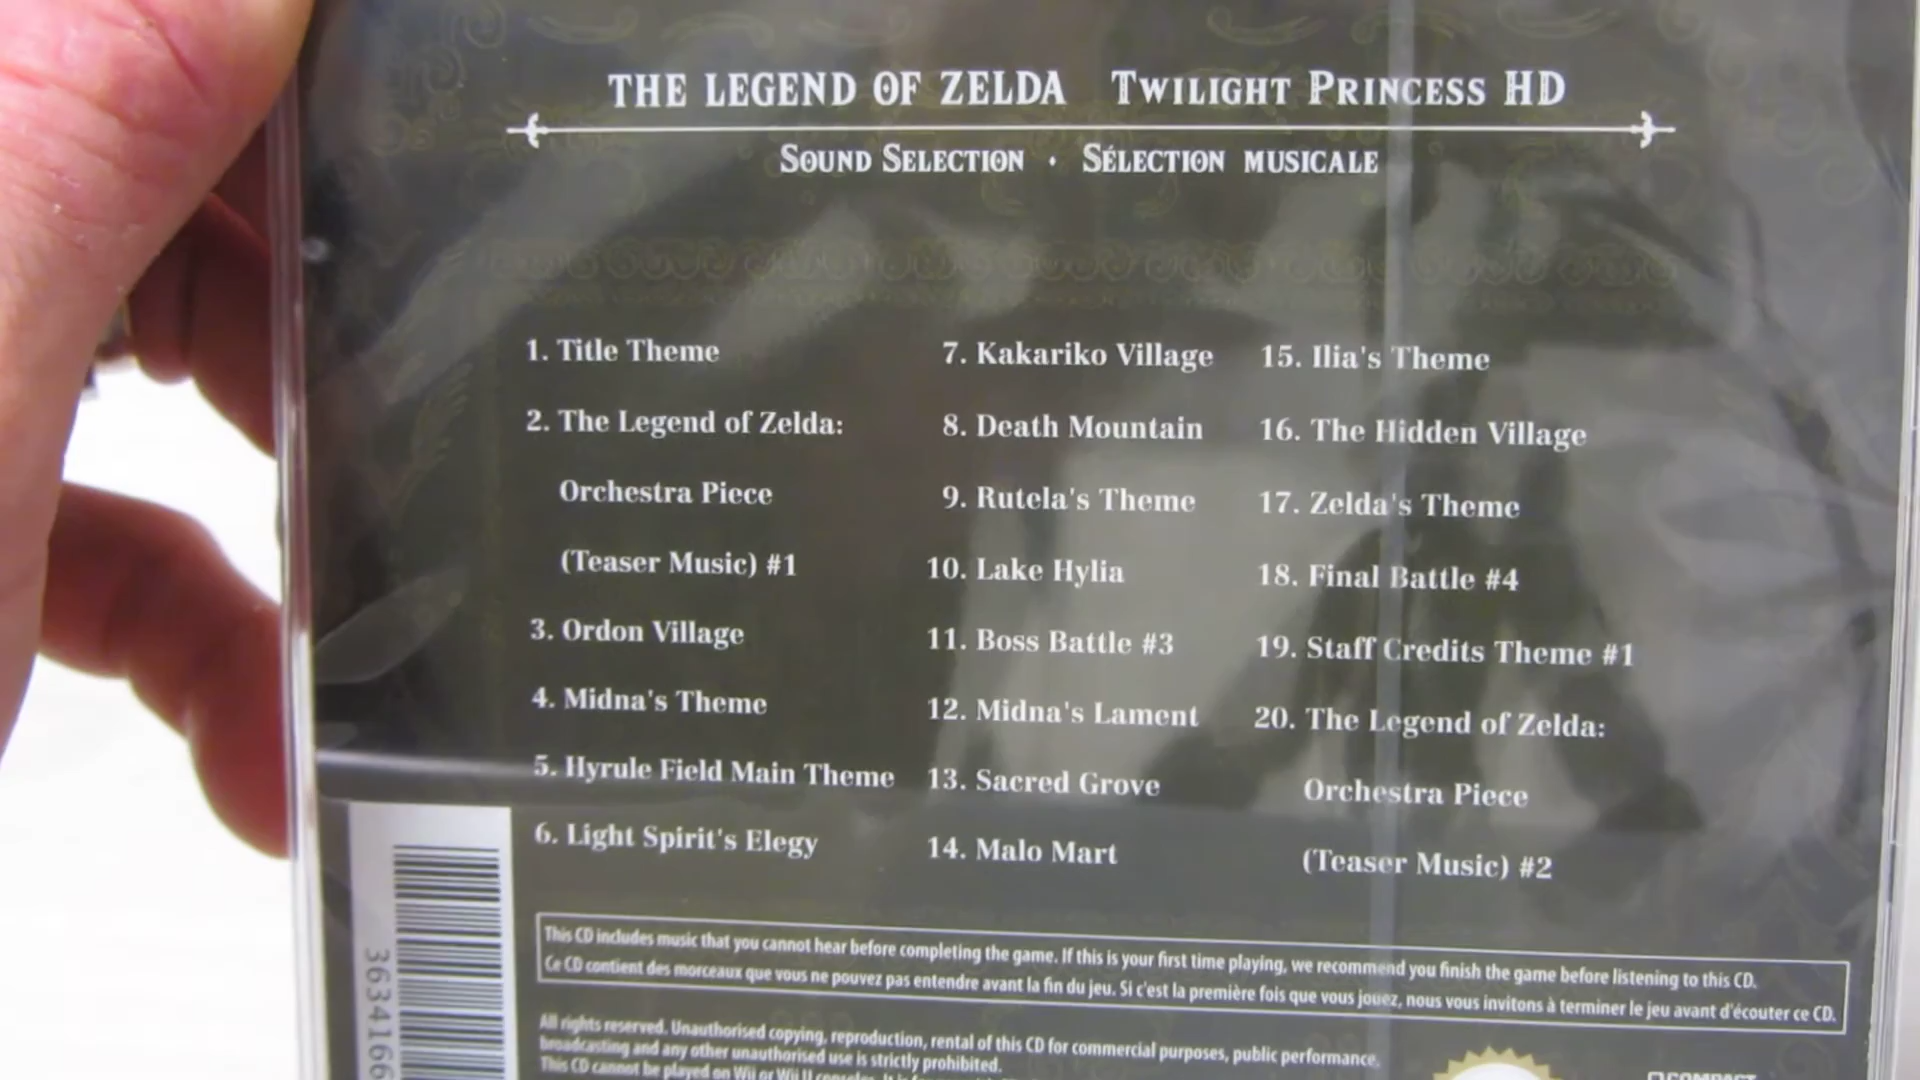 THE LEGEND OF ZELDA TWILIGHT PRINCESS HD
SOUND SELECTION • SÉLECTION MUSICALE
1. Title Theme
2. The Legend of Zelda:
Orchestra Piece
(Teaser Music) #1
3. Ordon Village
4. Midna's Theme
5. Hyrule Field Main Theme
6. Light Spirit's Elegy
7. Kakariko Village
8. Death Mountain
9. Rutela's Theme
10. Lake Hylia
11. Boss Battle #3
12. Midna's Lament
13. Sacred Grove
14. Malo Mart
15. Ilia's Theme
16. The Hidden Village
17. Zelda's Theme
18. Final Battle #4
19. Staff Credits Theme #1
20. The Legend of Zelda:
Orchestra Piece
(Teaser Music) #2
This CD includes music that you cannot hear before completing the game. If this is your first time playing, we recommend you finish the game before listening to this CD.
Ce CD contient des morceaux que vous ne pouvez pas entendre avant la fin du jeu. Si c'est la première fois que vous jouez, nous vous invitons à terminer le jeu avant d'écouter ce CD.
All rights reserved. Unauthorised copying, reproduction, rental of this CD for commercial purposes, public performance,
broadcasting and any other unauthorised use is strictly prohibited.
This CD cannot be played on Wii or Wii U consoles.
3634166
COMPACT